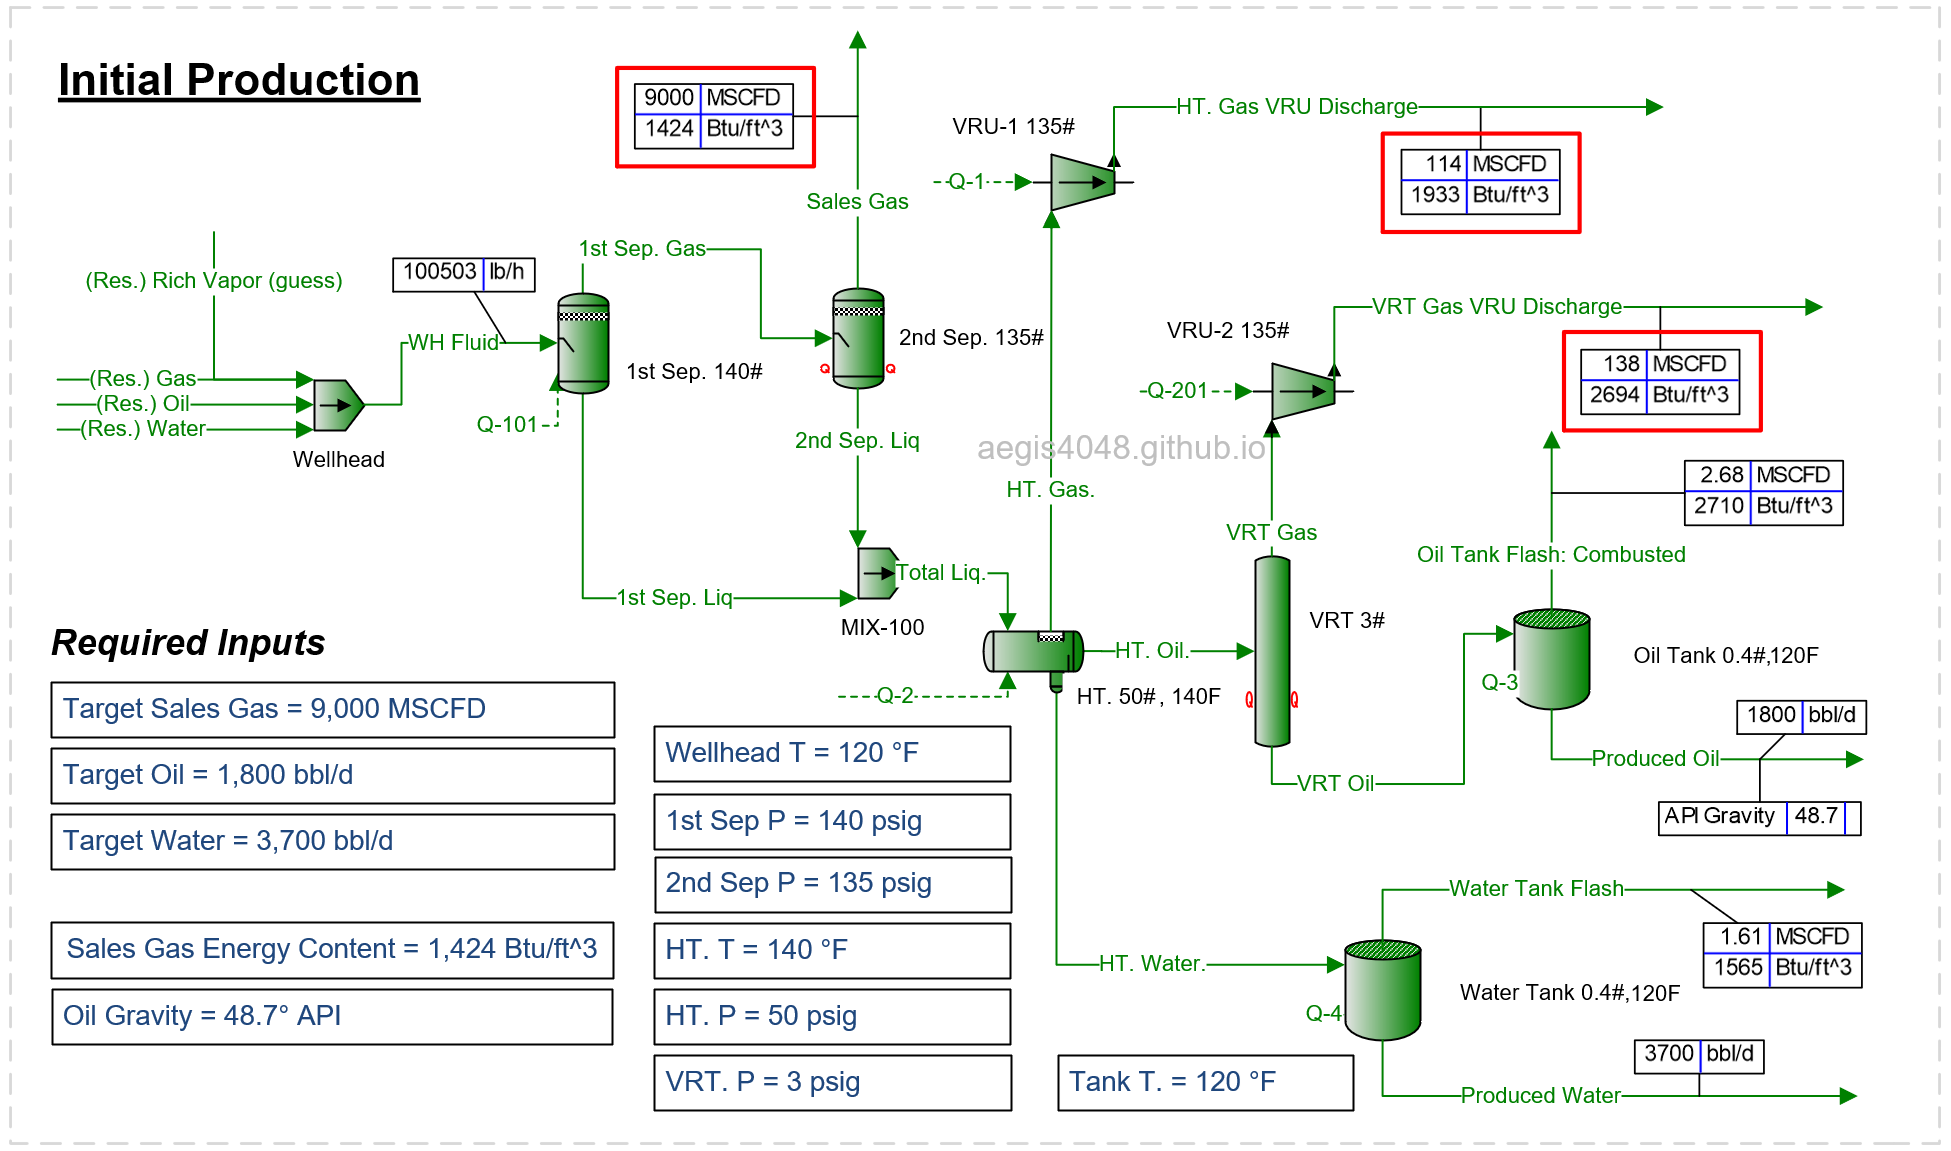 Initial Production
9000 MSCFD
1424 Btu/ft^3
HT. Gas VRU Discharge
VRU-1 135#
114 MSCFD
1933 Btu/ft^3
Q-1
Sales Gas
1st Sep. Gas
(Res.) Rich Vapor (guess)
100503 lb/h
VRT Gas VRU Discharge
VRU-2 135#
WH Fluid
2nd Sep. 135#
1st Sep. 140#
138 MSCFD
2694 Btu/ft^3
(Res.) Gas
(Res.) Oil
(Res.) Water
Q Q
Q-201
Q-101
Wellhead
2nd Sep. Liq
aegis4048.github.io
HT. Gas.
2.68 MSCFD
2710 Btu/ft^3
VRT Gas
Oil Tank Flash: Combusted
Total Liq.
1st Sep. Liq
MIX-100
VRT 3#
HT. Oil.
Oil Tank 0.4#,120F
Q-3
Q-2
HT. 50#, 140F
Q Q
1800 bbl/d
Produced Oil
VRT Oil
API Gravity 48.7
Required Inputs
Target Sales Gas = 9,000 MSCFD
Target Oil = 1,800 bbl/d
Target Water = 3,700 bbl/d
Sales Gas Energy Content = 1,424 Btu/ft^3
Oil Gravity = 48.7° API
Wellhead T = 120 °F
1st Sep P = 140 psig
2nd Sep P = 135 psig
HT. T = 140 °F
HT. P = 50 psig
VRT. P = 3 psig
Tank T. = 120 °F
Water Tank Flash
1.61 MSCFD
1565 Btu/ft^3
HT. Water.
Water Tank 0.4#,120F
Q-4
3700 bbl/d
Produced Water